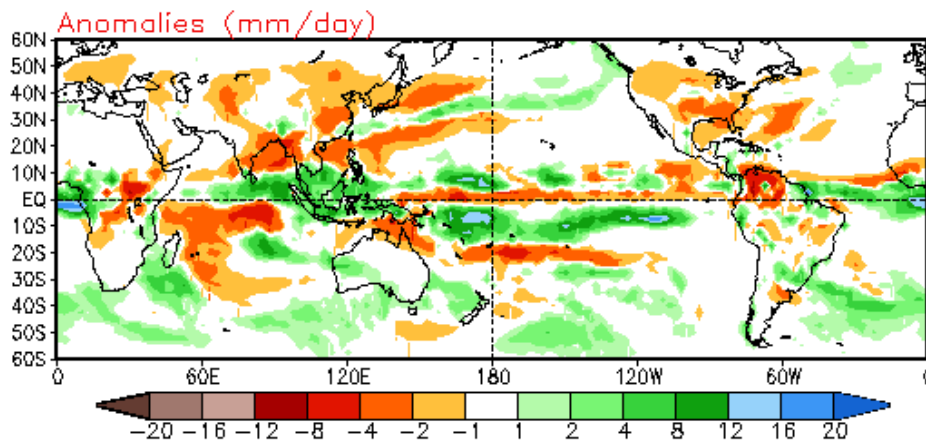 Anomalies (mm/day)
60N
50N
40N
30N
20N
10N
EQ
10S
20S
30S
40S
50S
60S
0 60E 120E 180 120W 60W 0
-20 -16 -12 -8 -4 -2 -1 1 2 4 8 12 16 20